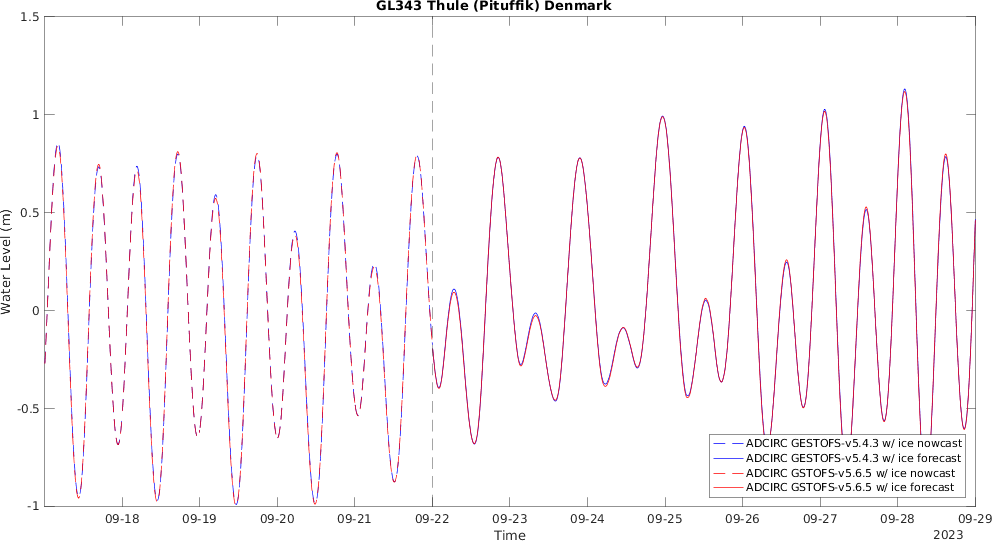 GL343 Thule (Pituffik) Denmark
1.5
1
0.5
0
-0.5
-1
Water Level (m)
ADCIRC GESTOFS-v5.4.3 w/ ice nowcast
ADCIRC GESTOFS-v5.4.3 w/ ice forecast
ADCIRC GSTOFS-v5.6.5 w/ ice nowcast
ADCIRC GSTOFS-v5.6.5 w/ ice forecast
09-18 09-19 09-20 09-21 09-22 09-23 09-24 09-25 09-26 09-27 09-28 09-29
Time
2023